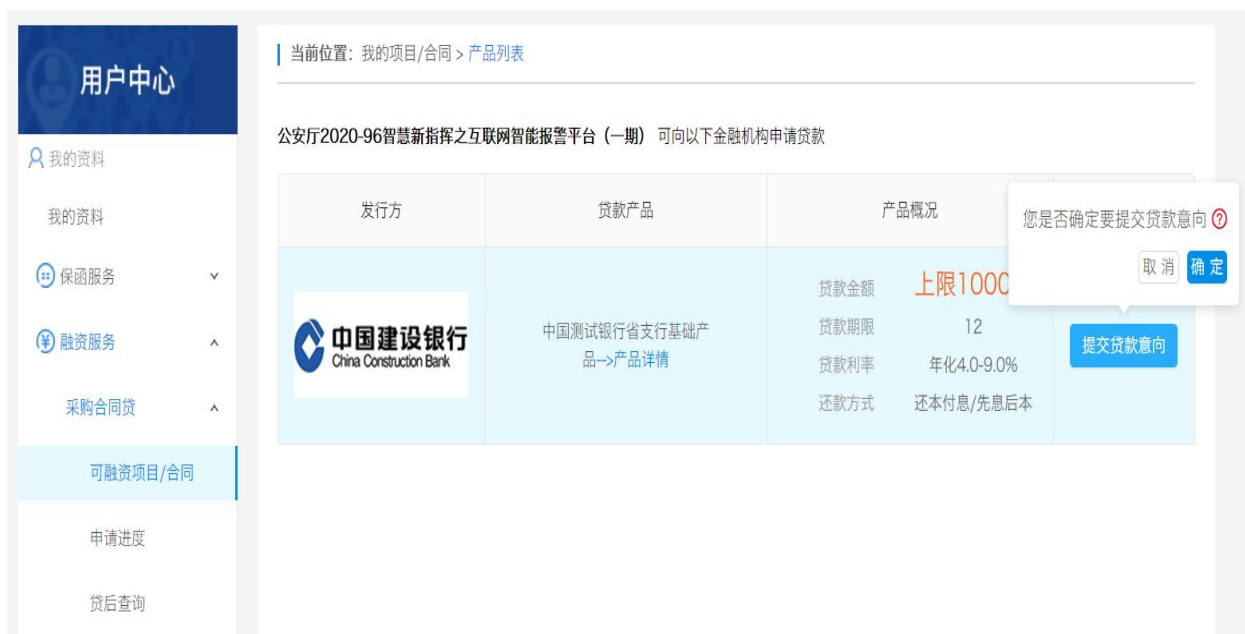 用户中心
当前位置：我的项目/合同 > 产品列表
公安厅2020-96智慧新指挥之互联网智能报警平台（一期） 可向以下金融机构申请贷款
我的资料
我的资料
保函服务
融资服务
采购合同贷
可融资项目/合同
申请进度
贷后查询
发行方 贷款产品 产品概况
您是否确定要提交贷款意向
取 消 确 定
中国建设银行
China Construction Bank
中国测试银行省支行基础产
品-->产品详情
贷款金额 上限1000
贷款期限 12
贷款利率 年化4.0-9.0%
还款方式 还本付息/先息后本
提交贷款意向